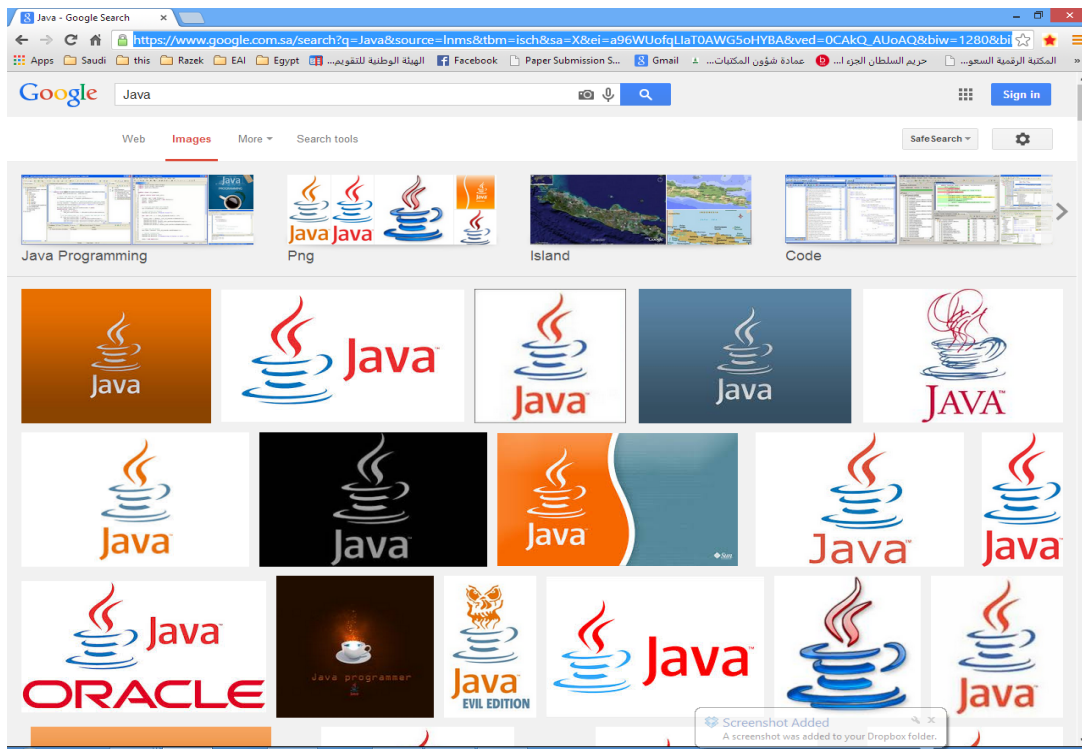 Java - Google Search
https://www.google.com.sa/search?q=Java&source=lnms&tbm=isch&sa=X&ei=a96WUofqLIaT0AWG5oHYBA&ved=0CAkQ_AUoAQ&biw=1280&bi
Apps Saudi this Razek EAI Egypt الهيئة الوطنية للتقويم... Facebook Paper Submission S... Gmail عمادة شؤون المكتبات... حريم السلطان الجزء ا... المكتبة الرقمية السعو... »
Google Java Sign in
Web Images More Search tools SafeSearch
Java Programming Png Island Code
Java Java Java Java JAVA
Java Java Java Sun Java Java
Java ORACLE
Java programmer
Java EVIL EDITION
Java
Java
Screenshot Added
A screenshot was added to your Dropbox folder.